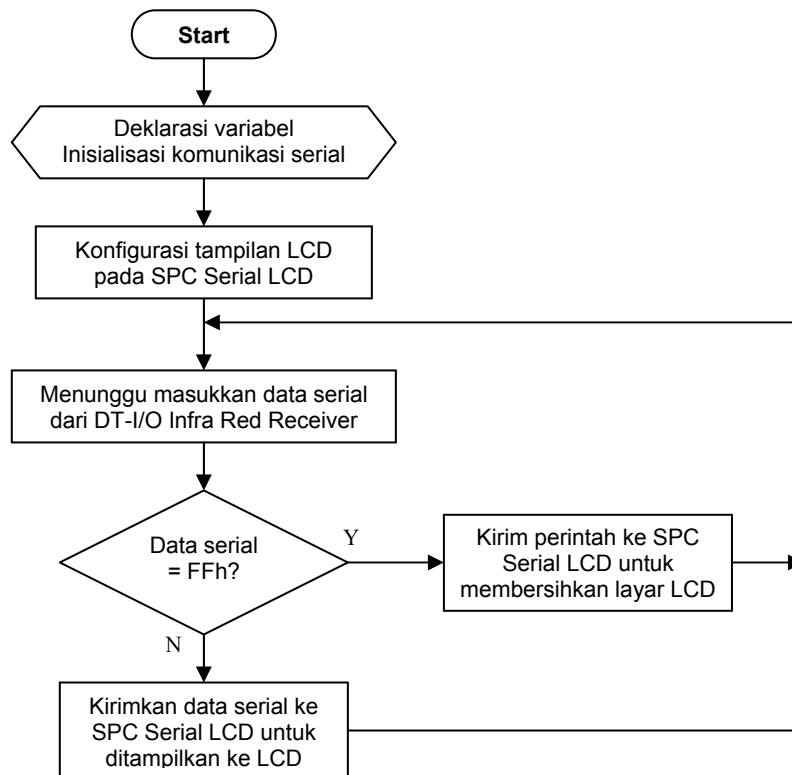 Start
Deklarasi variabel
Inisialisasi komunikasi serial
Konfigurasi tampilan LCD
pada SPC Serial LCD
Menunggu masukkan data serial
dari DT-I/O Infra Red Receiver
Data serial
= FFh?
Y
Kirim perintah ke SPC
Serial LCD untuk
membersihkan layar LCD
N
Kirimkan data serial ke
SPC Serial LCD untuk
ditampilkan ke LCD